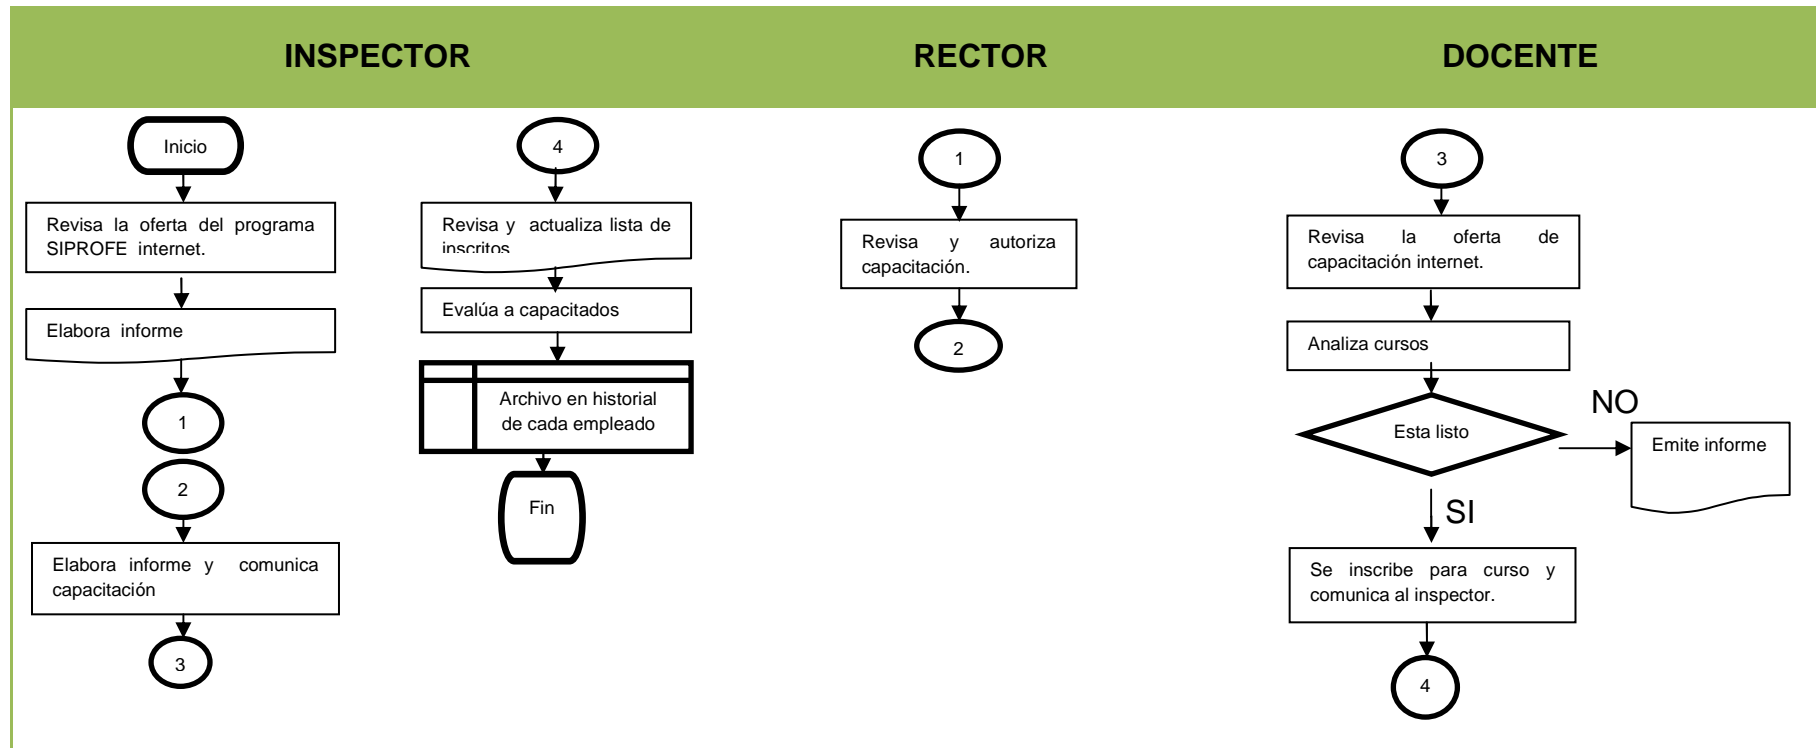 INSPECTOR
RECTOR
DOCENTE
Inicio
Revisa la oferta del programa
SIPROFE internet.
Elabora informe
1
2
Elabora informe y comunica
capacitación
3
4
Revisa y actualiza lista de
inscritos
Evalúa a capacitados
Archivo en historial
de cada empleado
Fin
1
Revisa y autoriza
capacitación.
2
3
Revisa la oferta de
capacitación internet.
Analiza cursos
Esta listo
NO
Emite informe
SI
Se inscribe para curso y
comunica al inspector.
4